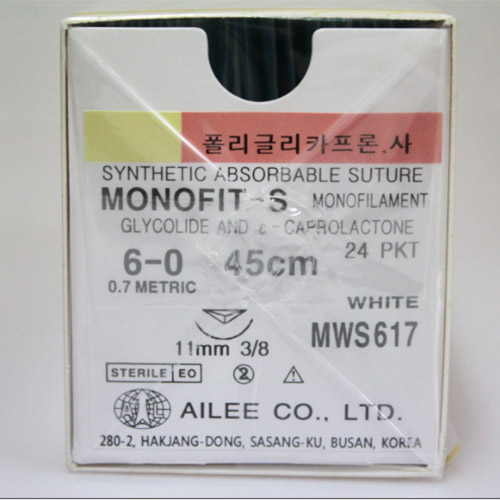 폴리글리카프론.사
SYNTHETIC ABSORBABLE SUTURE
MONOFIT-S MONOFILAMENT
GLYCOLIDE AND ε-CAPROLACTONE
6-0 45cm 24 PKT
0.7 METRIC
WHITE
11mm 3/8 MWS617
STERILE EO 2
AILEE CO., LTD.
280-2, HAKJANG-DONG, SASANG-KU, BUSAN, KOREA